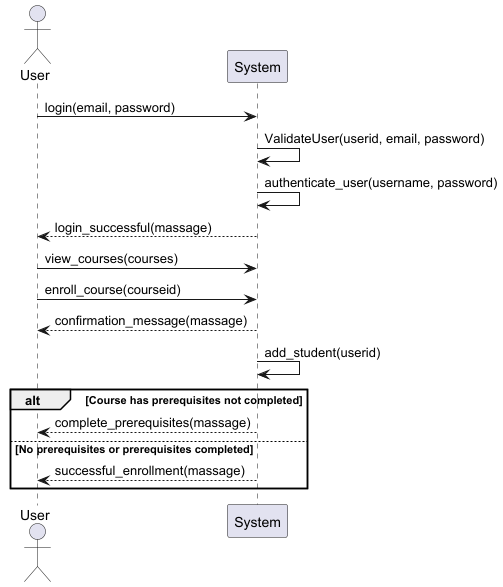 User
System
login(email, password)
ValidateUser(userid, email, password)
authenticate_user(username, password)
login_successful(massage)
view_courses(courses)
enroll_course(courseid)
confirmation_message(massage)
add_student(userid)
alt [Course has prerequisites not completed]
complete_prerequisites(massage)
[No prerequisites or prerequisites completed]
successful_enrollment(massage)
User
System